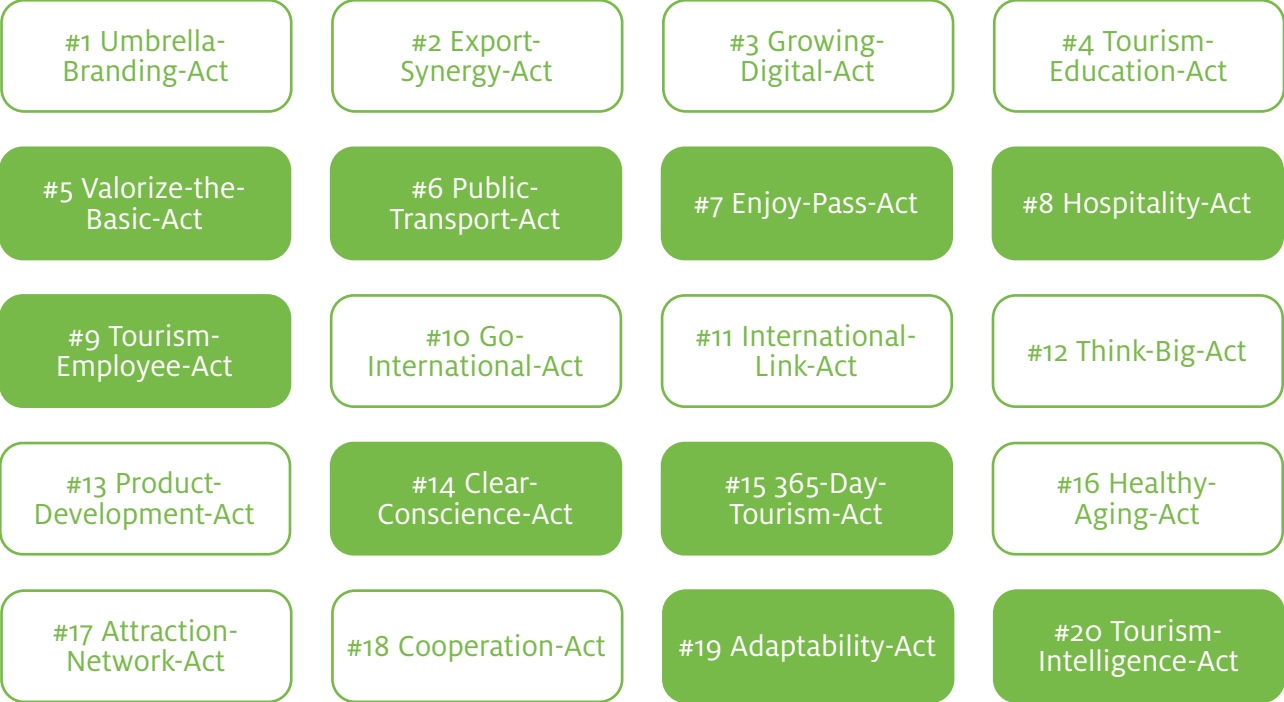 #1 Umbrella-
Branding-Act
#2 Export-
Synergy-Act
#3 Growing-
Digital-Act
#4 Tourism-
Education-Act
#5 Valorize-the-
Basic-Act
#6 Public-
Transport-Act
#7 Enjoy-Pass-Act
#8 Hospitality-Act
#9 Tourism-
Employee-Act
#10 Go-
International-Act
#11 International-
Link-Act
#12 Think-Big-Act
#13 Product-
Development-Act
#14 Clear-
Conscience-Act
#15 365-Day-
Tourism-Act
#16 Healthy-
Aging-Act
#17 Attraction-
Network-Act
#18 Cooperation-Act
#19 Adaptability-Act
#20 Tourism-
Intelligence-Act